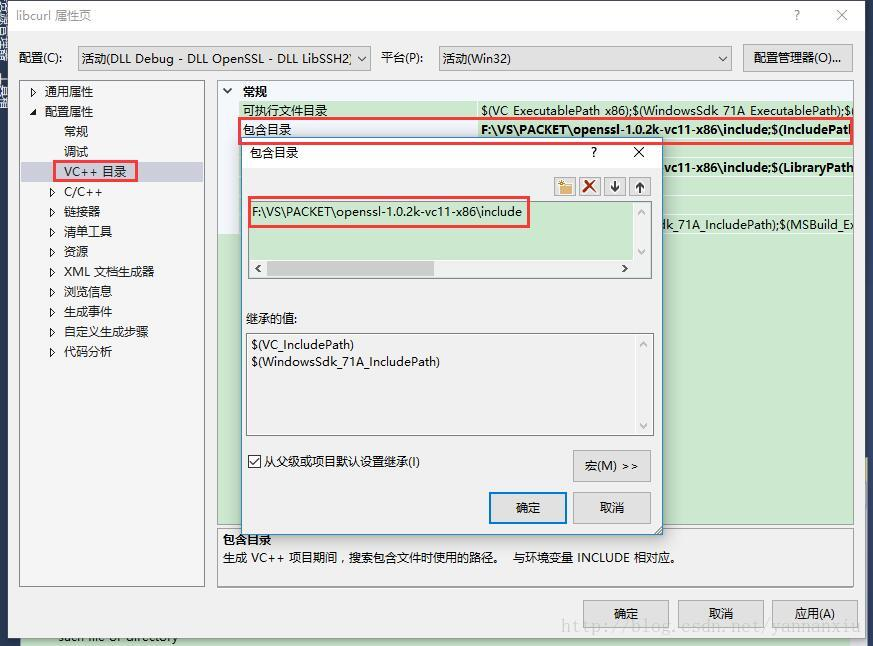 libcurl 属性页
配置(C): 活动(DLL Debug - DLL OpenSSL - DLL LibSSH2) 平台(P): 活动(Win32) 配置管理器(O)...
通用属性
配置属性
常规
调试
VC++ 目录
C/C++
链接器
清单工具
资源
XML 文档生成器
浏览信息
生成事件
自定义生成步骤
代码分析
常规
可执行文件目录 $(VC_ExecutablePath_x86);$(WindowsSdk_71A_ExecutablePath);$(
包含目录 F:\VS\PACKET\openssl-1.0.2k-vc11-x86\include;$(IncludePath
vc11-x86\include;$(LibraryPath
_71A_IncludePath);$(MSBuild_Ex
包含目录
F:\VS\PACKET\openssl-1.0.2k-vc11-x86\include
继承的值:
$(VC_IncludePath)
$(WindowsSdk_71A_IncludePath)
从父级或项目默认设置继承(I)
宏(M) >>
确定 取消
包含目录
生成 VC++ 项目期间，搜索包含文件时使用的路径。 与环境变量 INCLUDE 相对应。
确定 取消 应用(A)
http://blog.csdn.net/yannanxiu
such file or directory